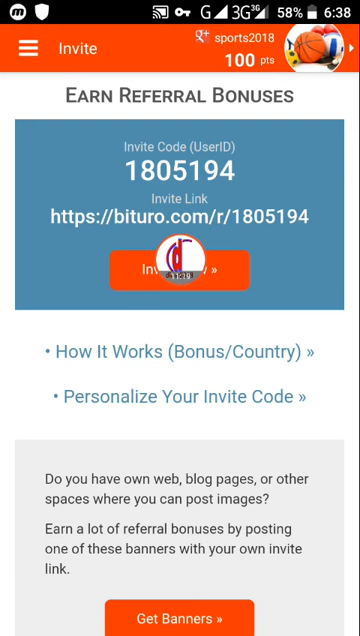 G 3G 3G 58% 6:38
Invite
g+ sports2018
100 pts
EARN REFERRAL BONUSES
Invite Code (UserID)
1805194
Invite Link
https://bituro.com/r/1805194
»
• How It Works (Bonus/Country) »
• Personalize Your Invite Code »
Do you have own web, blog pages, or other
spaces where you can post images?
Earn a lot of referral bonuses by posting
one of these banners with your own invite
link.
Get Banners »